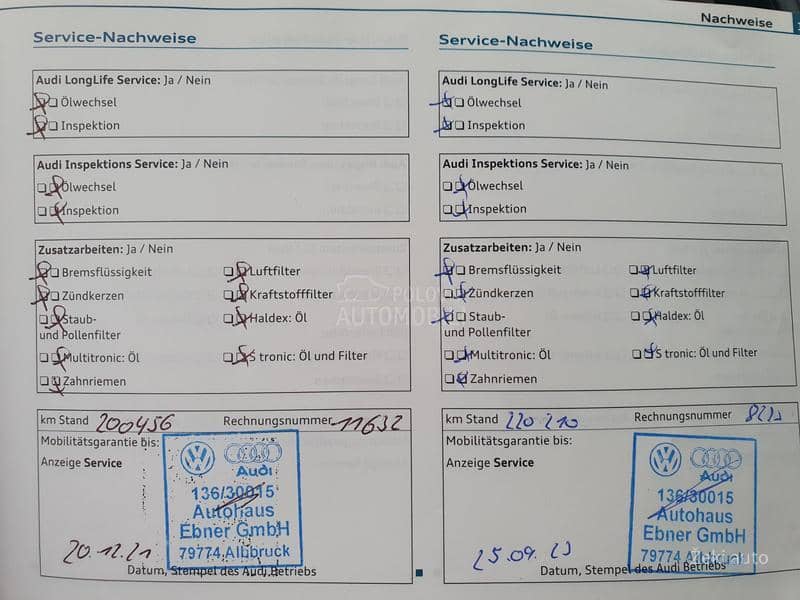 Nachweise
Service-Nachweise
Audi LongLife Service: Ja / Nein
Ölwechsel
Inspektion
Audi Inspektions Service: Ja / Nein
Ölwechsel
Inspektion
Zusatzarbeiten: Ja / Nein
Bremsflüssigkeit
Luftfilter
Zündkerzen
Kraftstofffilter
Staub-
und Pollenfilter
Haldex: Öl
Multitronic: Öl
S tronic: Öl und Filter
Zahnriemen
km Stand 200456
Rechnungsnummer 11632
Mobilitätsgarantie bis:
Anzeige Service
Audi
136/30015
Autohaus
Ebner GmbH
79774 Albbruck
20.12.21
Datum, Stempel des Audi Betriebs
Service-Nachweise
Audi LongLife Service: Ja / Nein
Ölwechsel
Inspektion
Audi Inspektions Service: Ja / Nein
Ölwechsel
Inspektion
Zusatzarbeiten: Ja / Nein
Bremsflüssigkeit
Luftfilter
Zündkerzen
Kraftstofffilter
Staub-
und Pollenfilter
Haldex: Öl
Multitronic: Öl
S tronic: Öl und Filter
Zahnriemen
km Stand 220 210
Rechnungsnummer
Mobilitätsgarantie bis:
Anzeige Service
Audi
136/30015
Autohaus
Ebner GmbH
79774 Albbruck
25.09.23
Datum, Stempel des Audi Betriebs
POLOVNI
AUTOMOBILI
Žeki auto